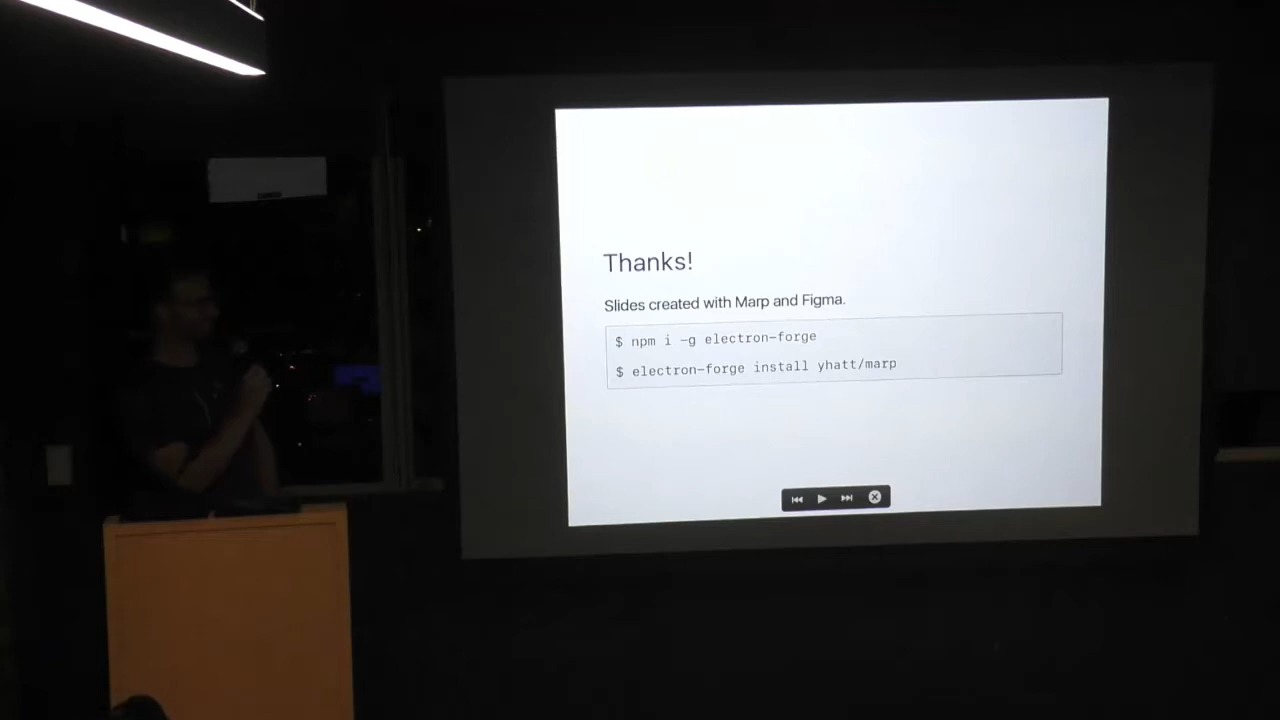 Thanks!
Slides created with Marp and Figma.
$ npm i -g electron-forge
$ electron-forge install yhatt/marp